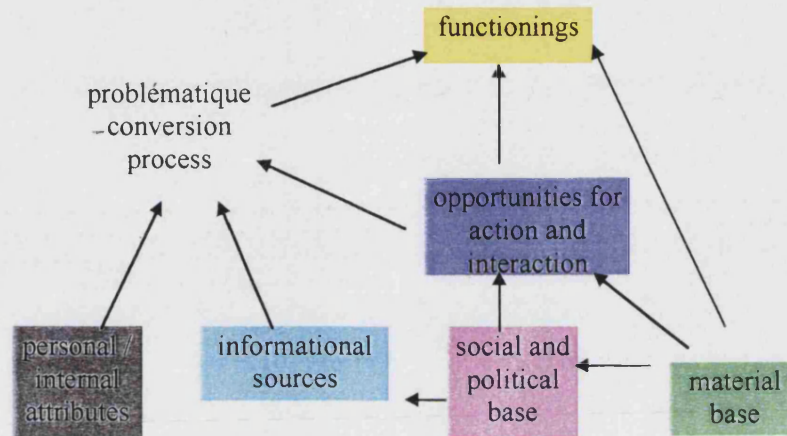 functionings
problématique
conversion
process
opportunities for
action and
interaction
personal /
internal
attributes
informational
sources
social and
political
base
material
base